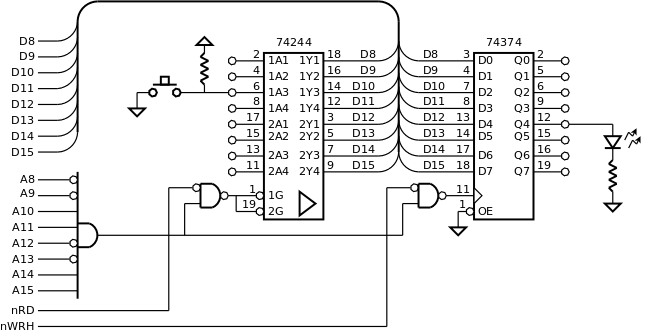 74244
74374
D8
D9
D10
D11
D12
D13
D14
D15
2 1A1 1Y1 18 D8
4 1A2 1Y2 16 D9
6 1A3 1Y3 14 D10
8 1A4 1Y4 12 D11
17 2A1 2Y1 3 D12
15 2A2 2Y2 5 D13
13 2A3 2Y3 7 D14
11 2A4 2Y4 9 D15
1 1G
19 2G
D8 3 D0 Q0 2
D9 4 D1 Q1 5
D10 7 D2 Q2 6
D11 8 D3 Q3 9
D12 13 D4 Q4 12
D13 14 D5 Q5 15
D14 17 D6 Q6 16
D15 18 D7 Q7 19
11
1 OE
A8
A9
A10
A11
A12
A13
A14
A15
nRD
nWRH